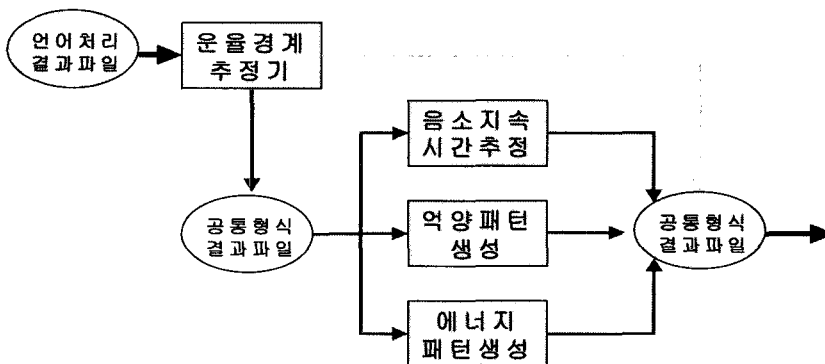 언어처리
결과파일
운율경계
추정기
음소지속
시간추정
공통형식
결과파일
억양패턴
생성
공통형식
결과파일
에너지
패턴생성